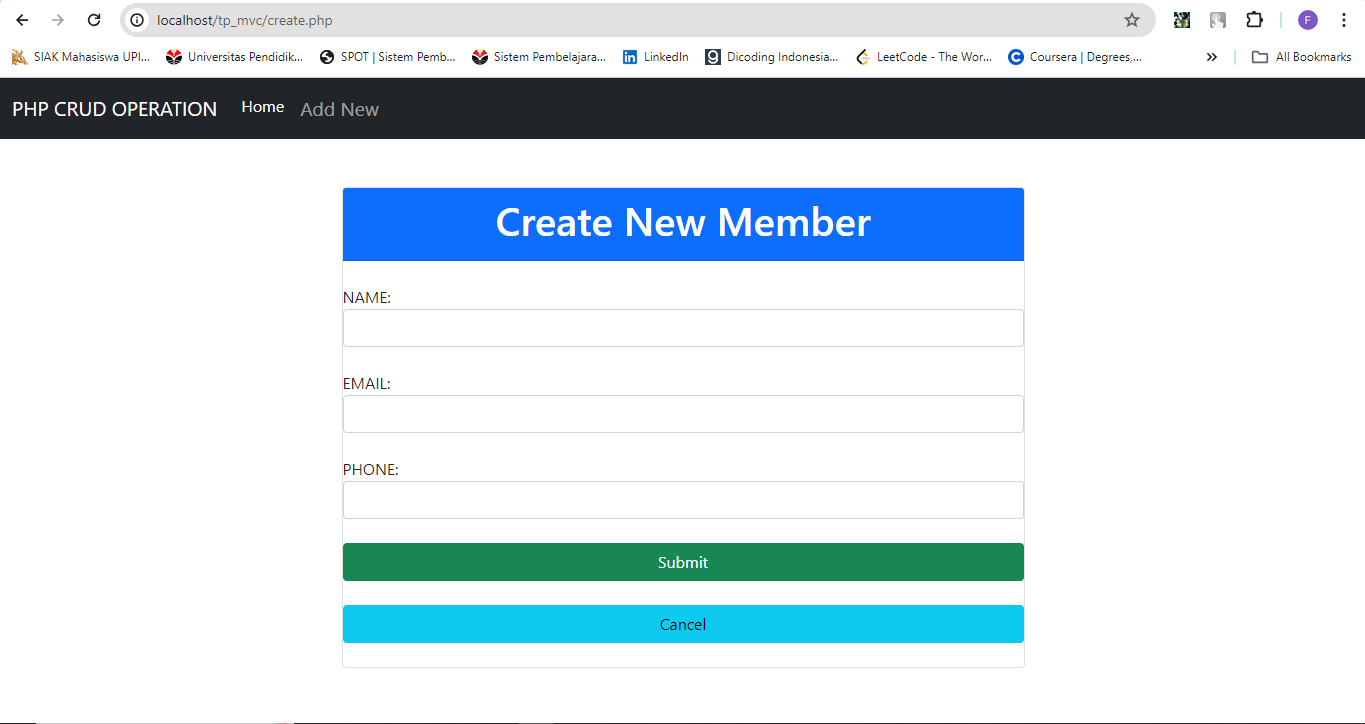 localhost/tp_mvc/create.php
F
SIAK Mahasiswa UPI... Universitas Pendidik... SPOT | Sistem Pemb... Sistem Pembelajara... LinkedIn Dicoding Indonesia... LeetCode - The Wor... Coursera | Degrees,... » All Bookmarks
PHP CRUD OPERATION Home Add New
Create New Member
NAME:
EMAIL:
PHONE:
Submit
Cancel